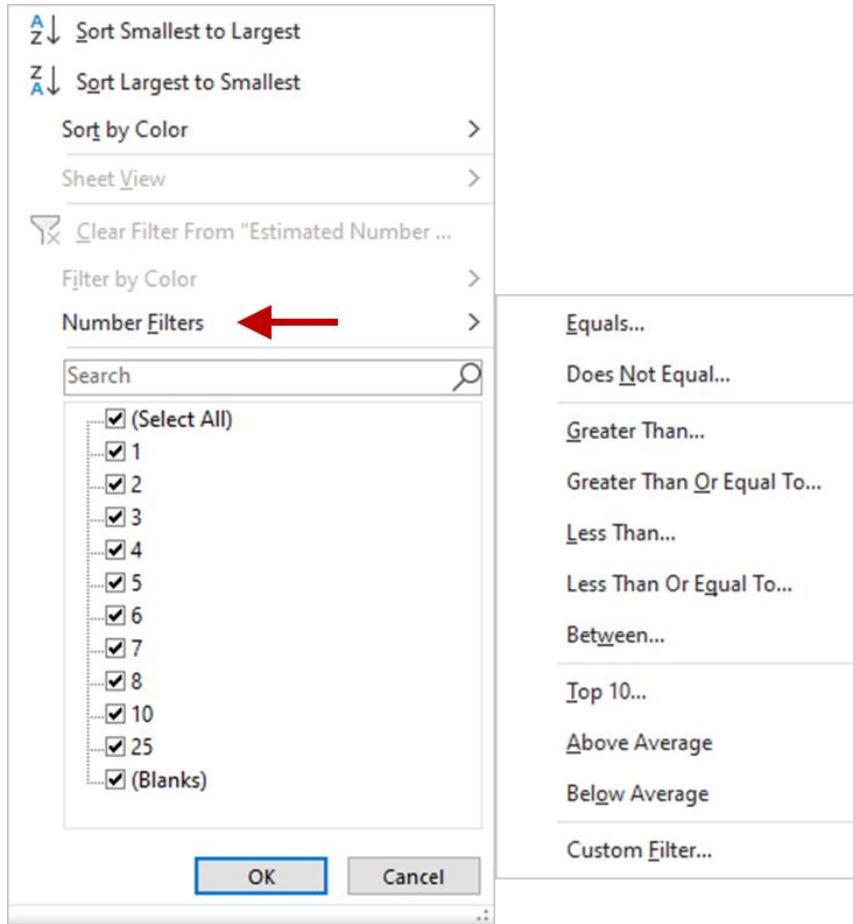 Sort Smallest to Largest
Sort Largest to Smallest
Sort by Color
Sheet View
Clear Filter From "Estimated Number ...
Filter by Color
Number Filters
Search
(Select All)
1
2
3
4
5
6
7
8
10
25
(Blanks)
OK Cancel
Equals...
Does Not Equal...
Greater Than...
Greater Than Or Equal To...
Less Than...
Less Than Or Equal To...
Between...
Top 10...
Above Average
Below Average
Custom Filter...